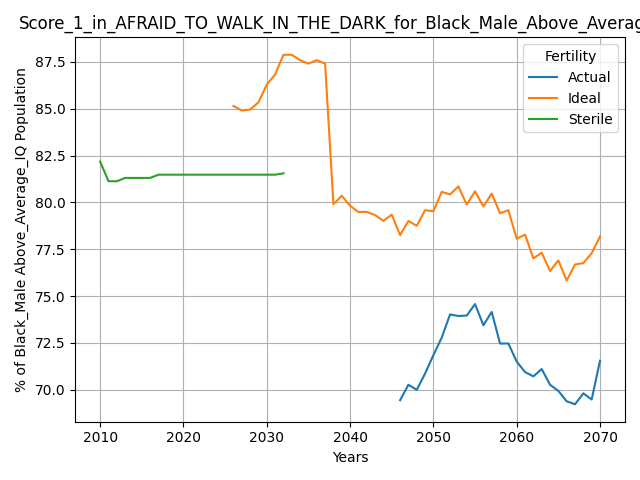 Score_1_in_AFRAID_TO_WALK_IN_THE_DARK_for_Black_Male_Above_Averag
Fertility
Actual
Ideal
Sterile
% of Black_Male Above_Average_IQ Population
87.5
85.0
82.5
80.0
77.5
75.0
72.5
70.0
2010 2020 2030 2040 2050 2060 2070
Years